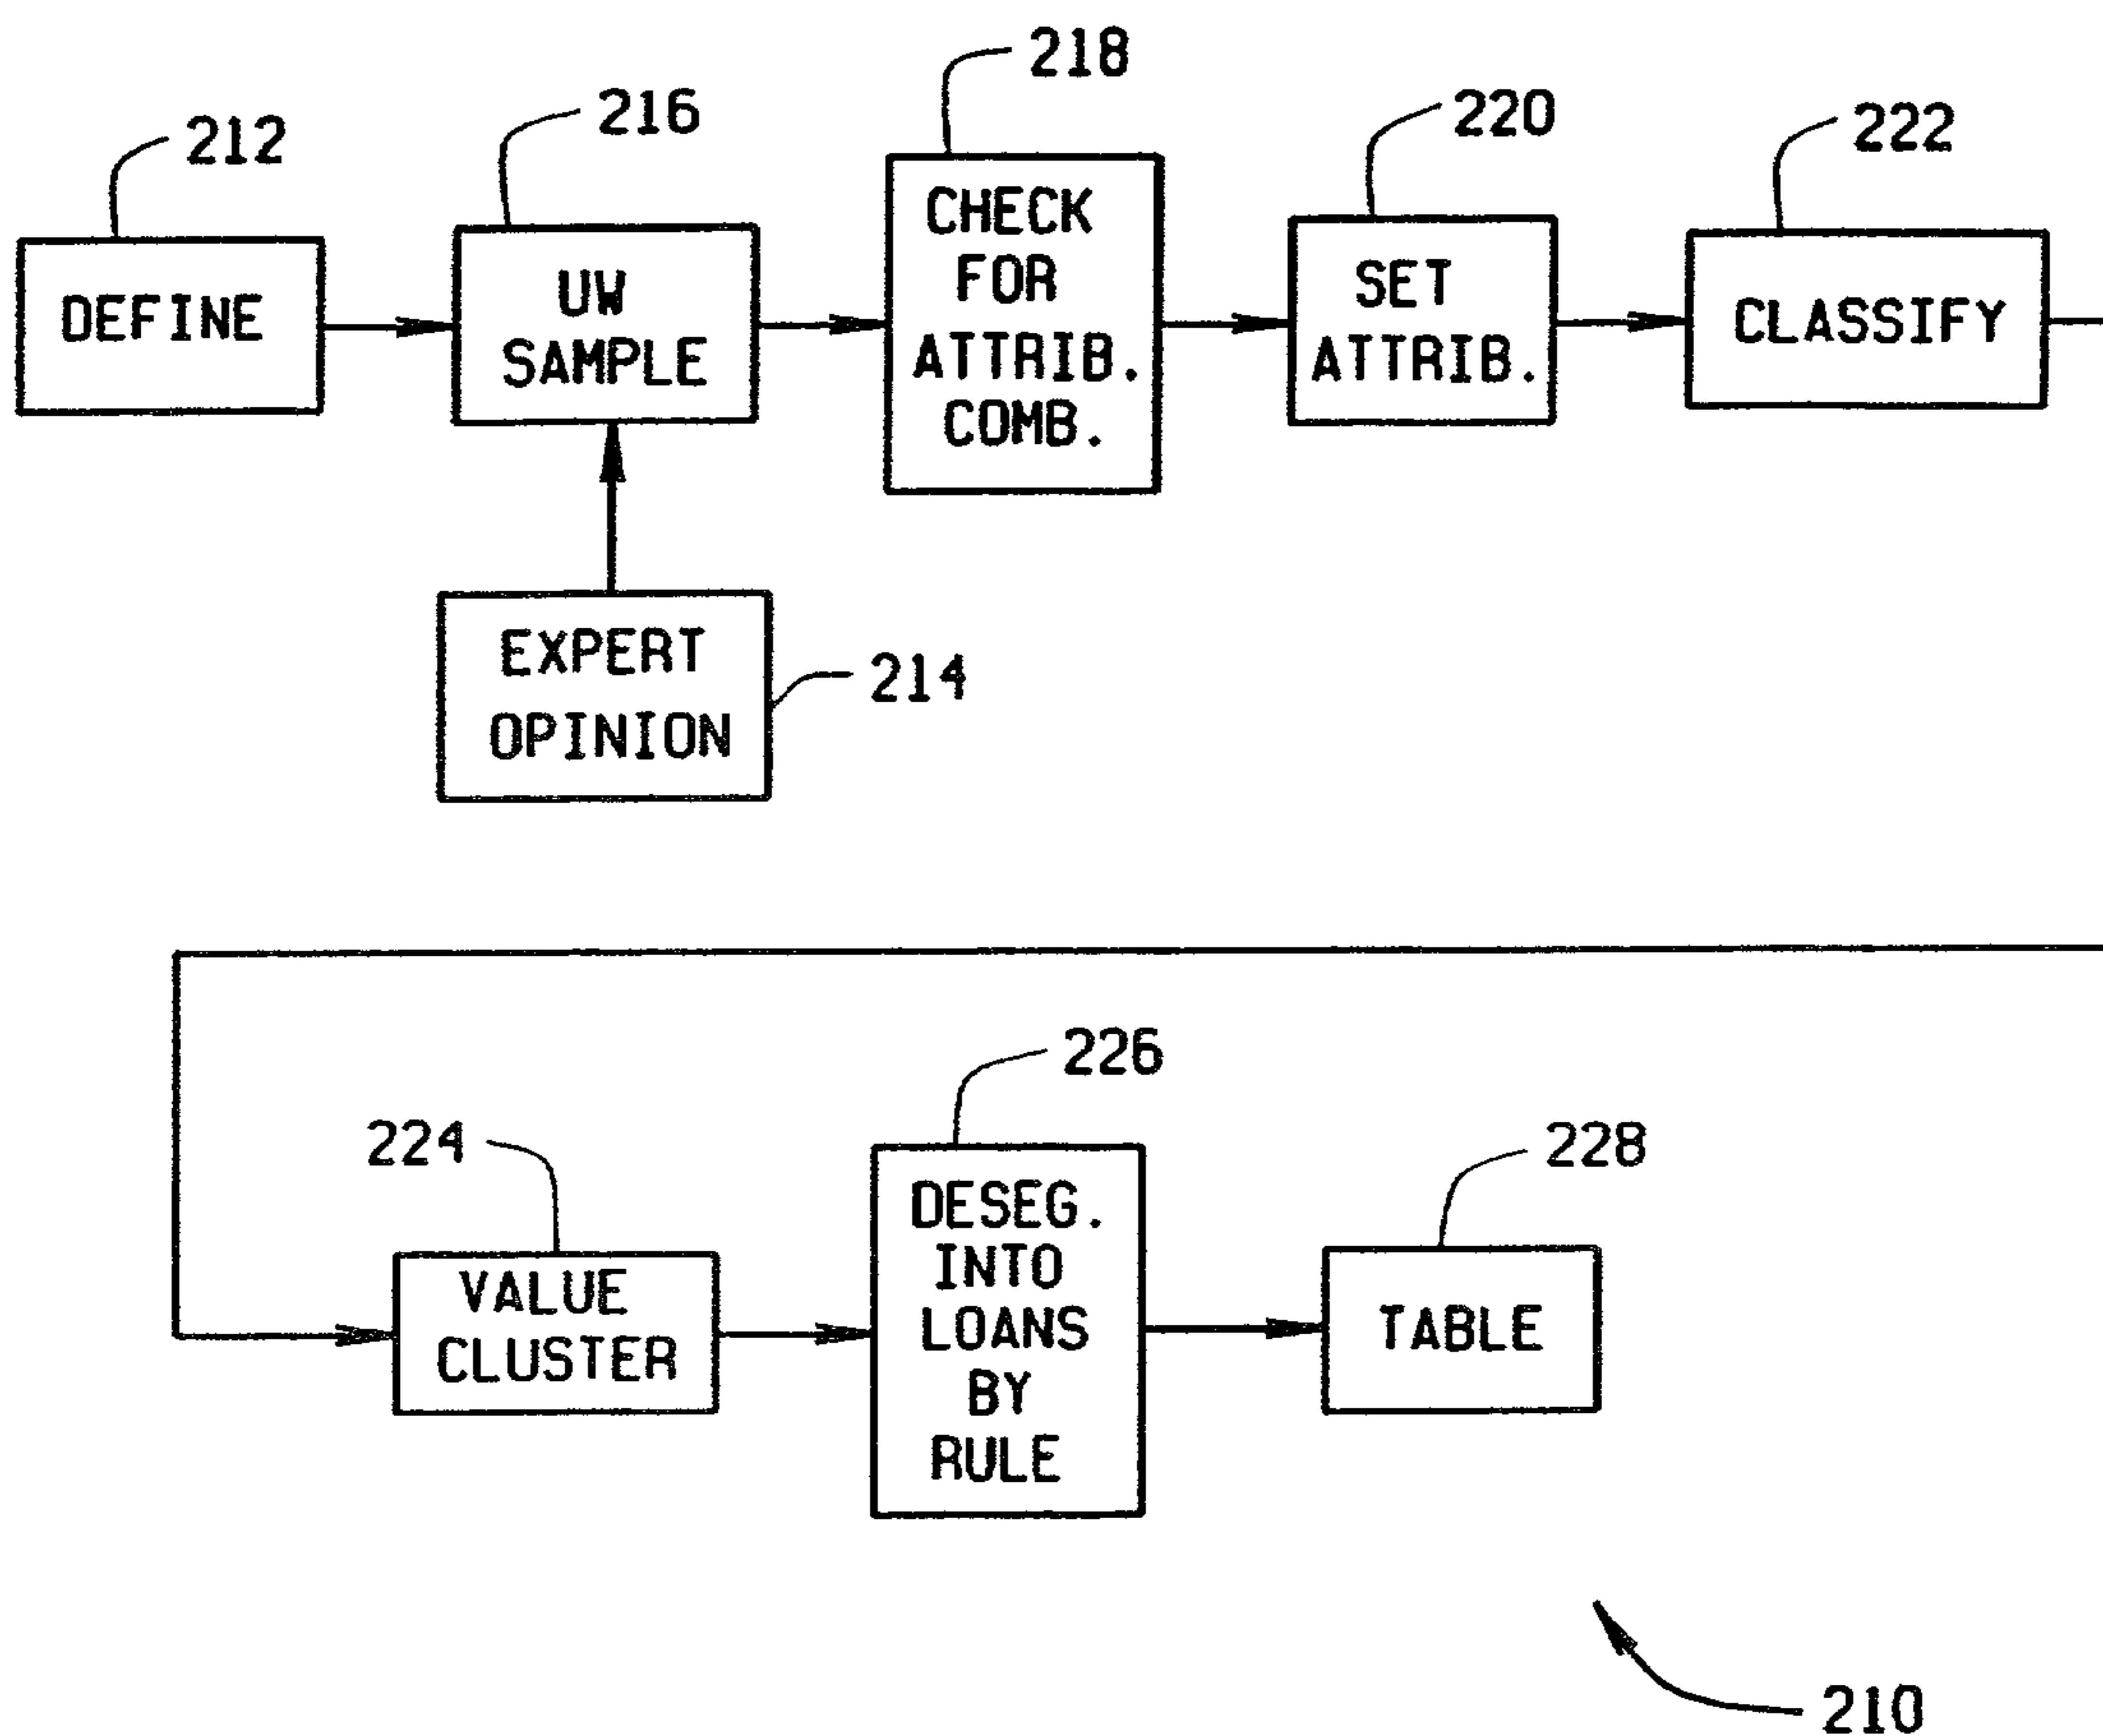 218
216
220
222
212
DEFINE
UW
SAMPLE
CHECK
FOR
ATTRIB.
COMB.
SET
ATTRIB.
CLASSIFY
EXPERT
OPINION
214
226
224
228
VALUE
CLUSTER
DESEG.
INTO
LOANS
BY
RULE
TABLE
210